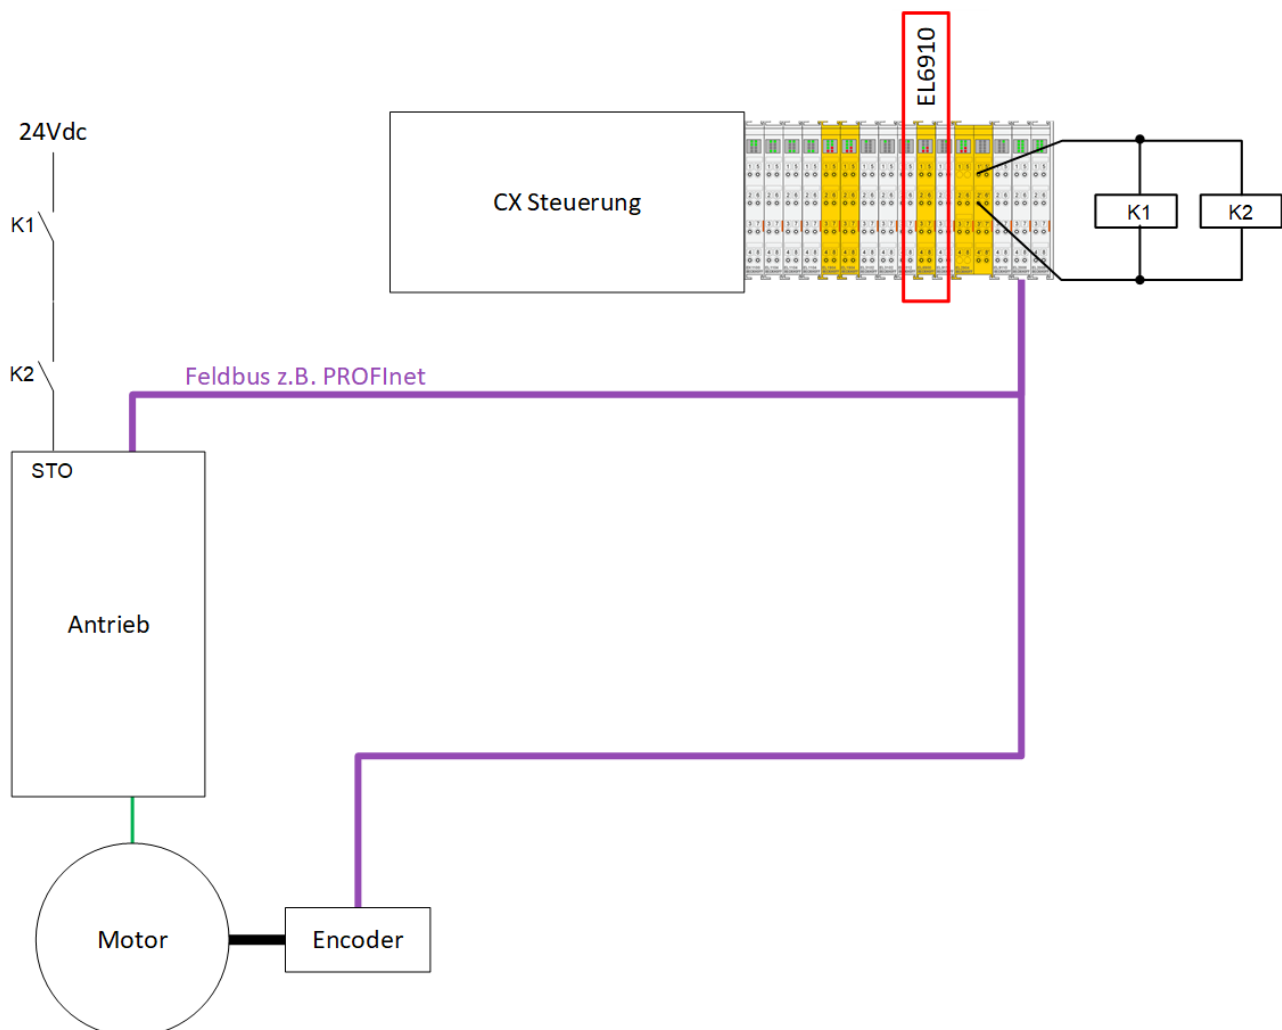 EL6910
24Vdc
CX Steuerung
K1
K1
K2
K2
Feldbus z.B. PROFInet
STO
Antrieb
Motor
Encoder